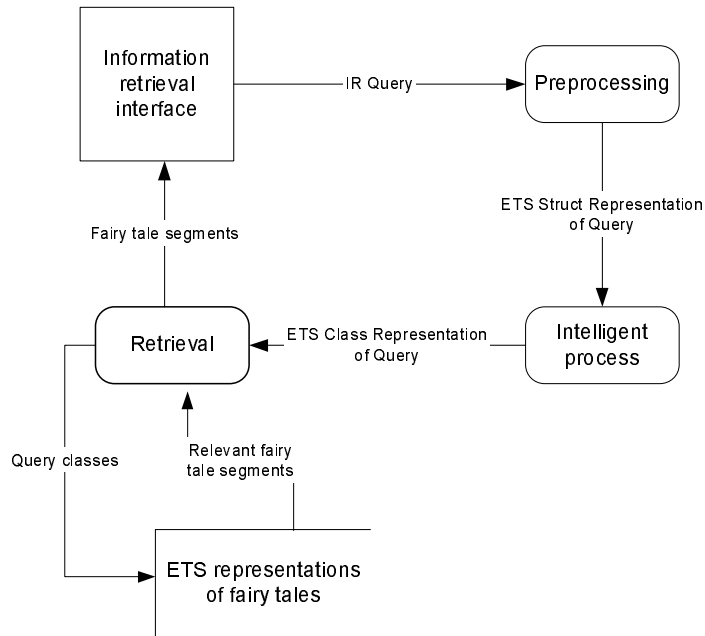 Information
retrieval
interface
IR Query
Preprocessing
ETS Struct Representation
of Query
Fairy tale segments
Retrieval
ETS Class Representation
of Query
Intelligent
process
Query classes
Relevant fairy
tale segments
ETS representations
of fairy tales